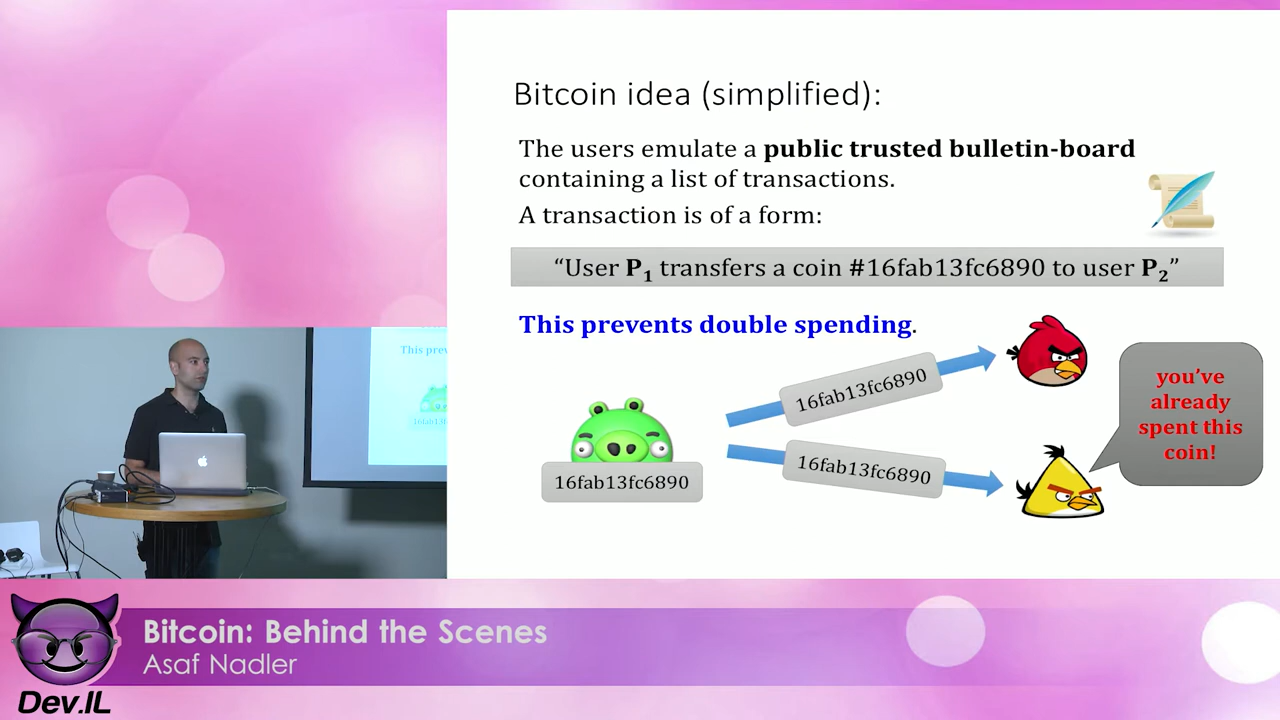 Bitcoin idea (simplified):
The users emulate a public trusted bulletin-board
containing a list of transactions.
A transaction is of a form:
“User P₁ transfers a coin #16fab13fc6890 to user P₂”
This prevents double spending.
16fab13fc6890
16fab13fc6890
16fab13fc6890
you’ve
already
spent this
coin!
This prev
Bitcoin: Behind the Scenes
Asaf Nadler
Dev.IL